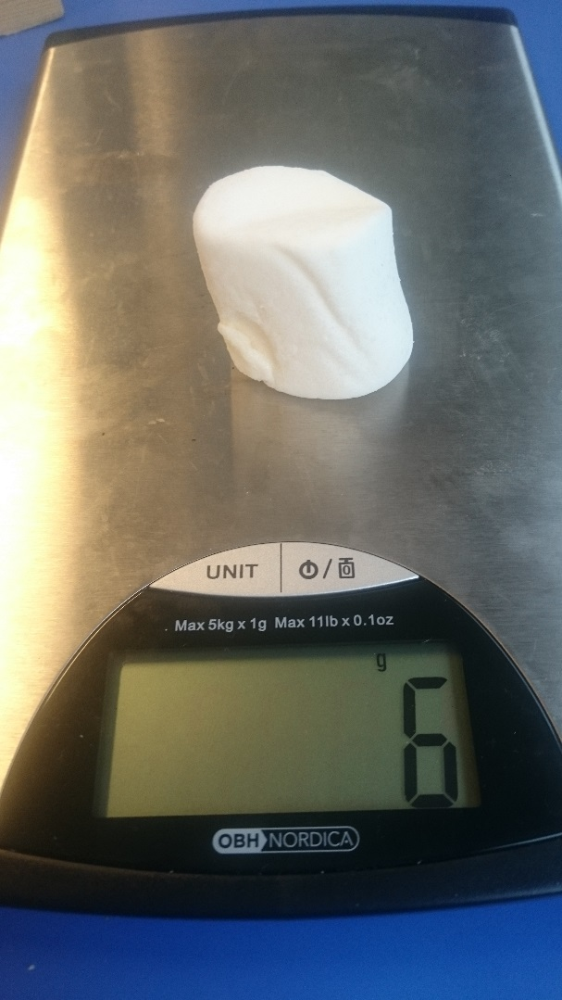 UNIT
Max 5kg x 1g Max 11lb x 0.1oz
g
6
OBH NORDICA